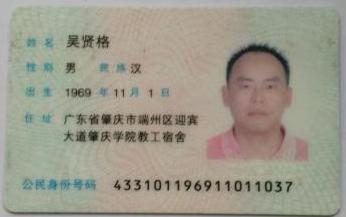 姓名 吴贤格
性别 男 民族 汉
出生 1969 年 11 月 1 日
住址 广东省肇庆市端州区迎宾
大道肇庆学院教工宿舍
公民身份号码 433101196911011037